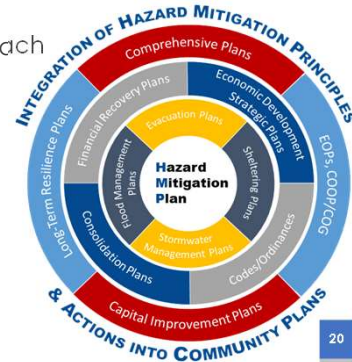 ach
INTEGRATION OF HAZARD MITIGATION PRINCIPLES
Comprehensive Plans
Financial Recovery Plans
Economic Development
Strategic Plans
Evacuation Plans
Long-Term Resilience Plans
Flood Management
Plans
Hazard
Mitigation
Plan
Sheltering Plans
EOPs, COOP/COG
Stormwater
Management Plans
Consolidation Plans
Codes/Ordinances
Capital Improvement Plans
& ACTIONS INTO COMMUNITY PLANS
20